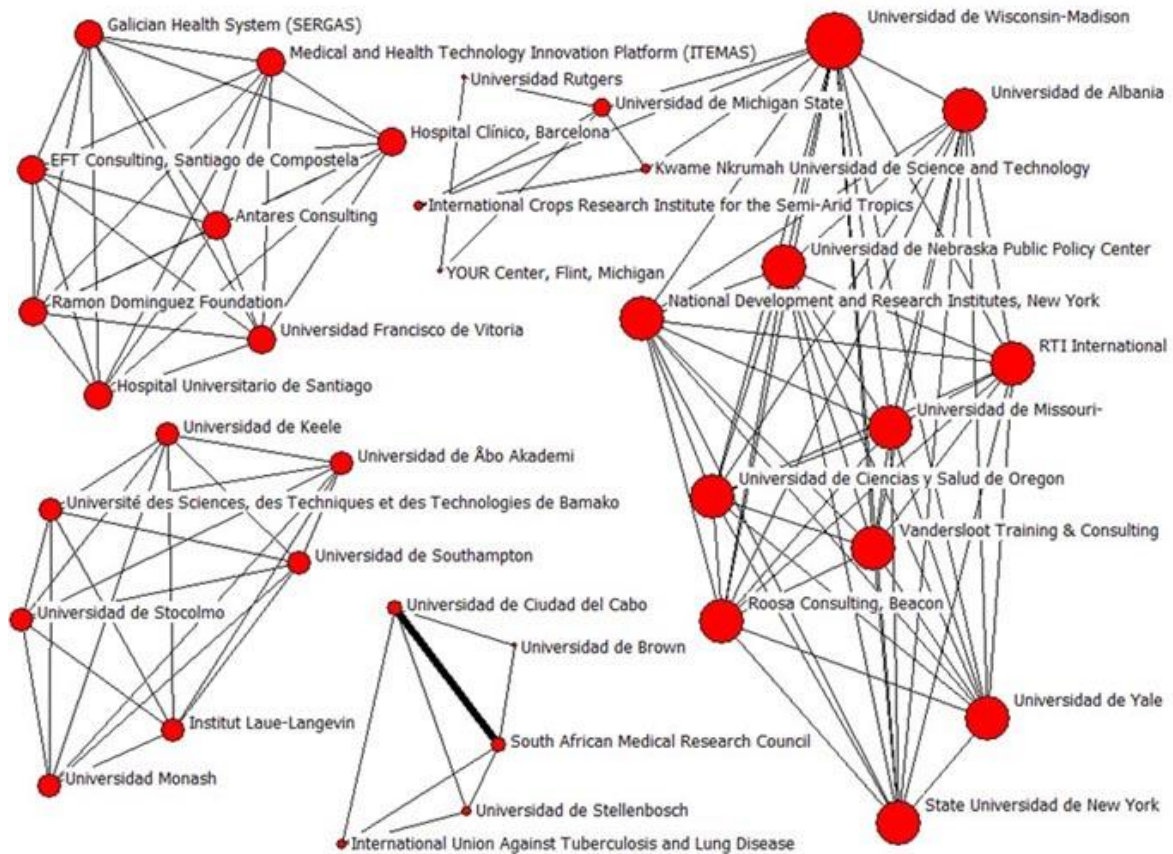 Galician Health System (SERGAS)
Medical and Health Technology Innovation Platform (ITEMAS)
Hospital Clínico, Barcelona
EFT Consulting, Santiago de Compostela
Antares Consulting
Ramon Dominguez Foundation
Universidad Francisco de Vitoria
Hospital Universitario de Santiago
Universidad Rutgers
Universidad de Michigan State
Kwame Nkrumah Universidad de Science and Technology
International Crops Research Institute for the Semi-Arid Tropics
YOUR Center, Flint, Michigan
Universidad de Wisconsin-Madison
Universidad de Albania
Universidad de Nebraska Public Policy Center
National Development and Research Institutes, New York
RTI International
Universidad de Missouri-
Universidad de Ciencias y Salud de Oregon
Vandersloot Training & Consulting
Roosa Consulting, Beacon
Universidad de Yale
State Universidad de New York
Universidad de Keele
Universidad de Âbo Akademi
Université des Sciences, des Techniques et des Technologies de Bamako
Universidad de Southampton
Universidad de Stocolmo
Institut Laue-Langevin
Universidad Monash
Universidad de Ciudad del Cabo
Universidad de Brown
South African Medical Research Council
Universidad de Stellenbosch
International Union Against Tuberculosis and Lung Disease